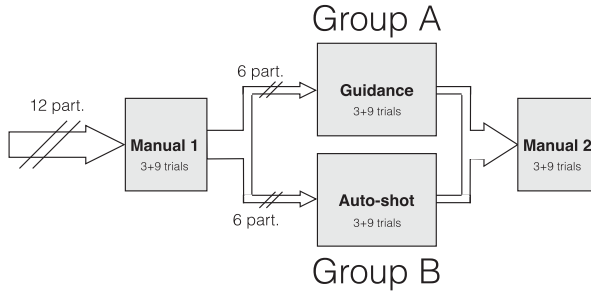 Group A
6 part.
Guidance
3+9 trials
12 part.
Manual 1
3+9 trials
Manual 2
3+9 trials
Auto-shot
3+9 trials
6 part.
Group B